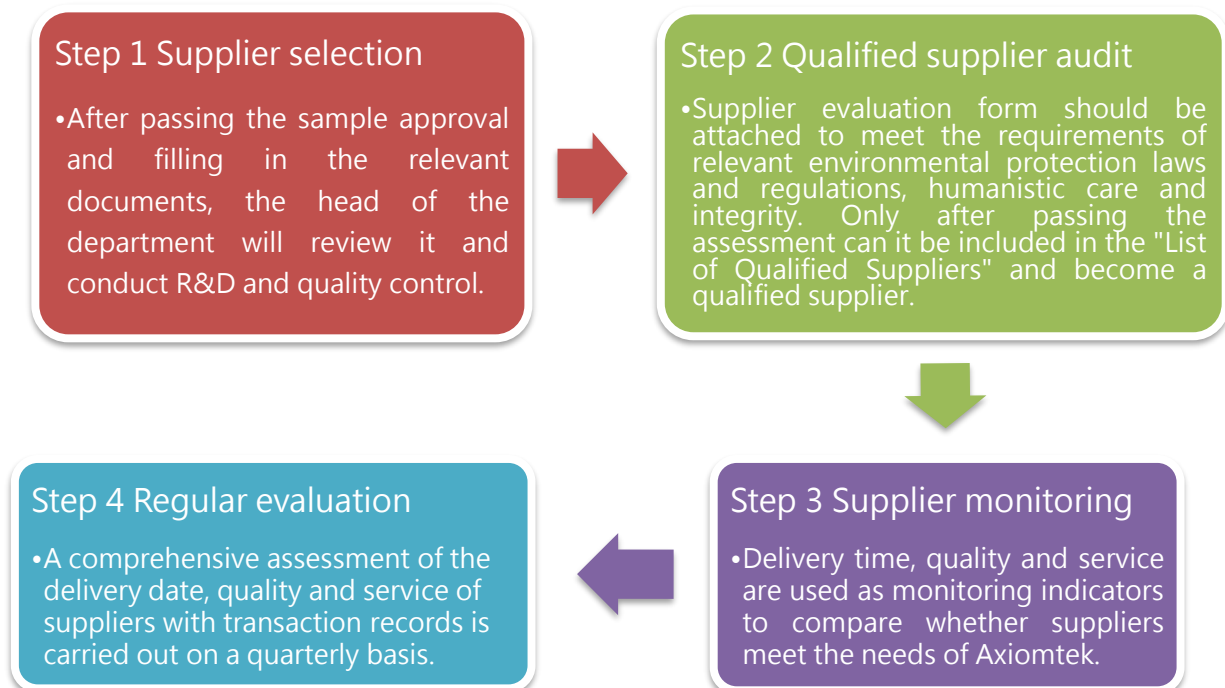 Step 1 Supplier selection
•After passing the sample approval
and filling in the relevant
documents, the head of the
department will review it and
conduct R&D and quality control.
Step 2 Qualified supplier audit
•Supplier evaluation form should be
attached to meet the requirements of
relevant environmental protection laws
and regulations, humanistic care and
integrity. Only after passing the
assessment can it be included in the "List
of Qualified Suppliers" and become a
qualified supplier.
Step 3 Supplier monitoring
•Delivery time, quality and service
are used as monitoring indicators
to compare whether suppliers
meet the needs of Axiomtek.
Step 4 Regular evaluation
•A comprehensive assessment of the
delivery date, quality and service of
suppliers with transaction records is
carried out on a quarterly basis.